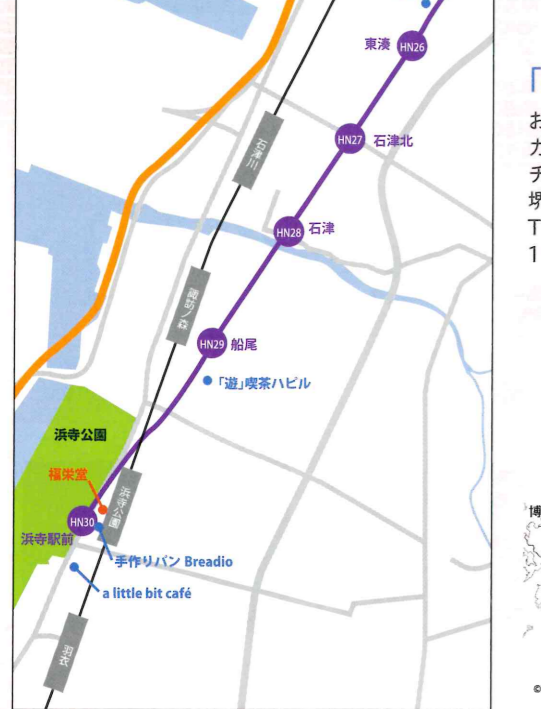 東湊
HN26
HN27
石津北
石津川
HN28
石津
諏訪ノ森
HN29
船尾
「遊」喫茶ハピル
浜寺公園
福栄堂
浜寺公園
HN30
浜寺駅前
手作りパン Breadio
a little bit café
羽衣
「
お
カ
チ
堺
T
1
博
©